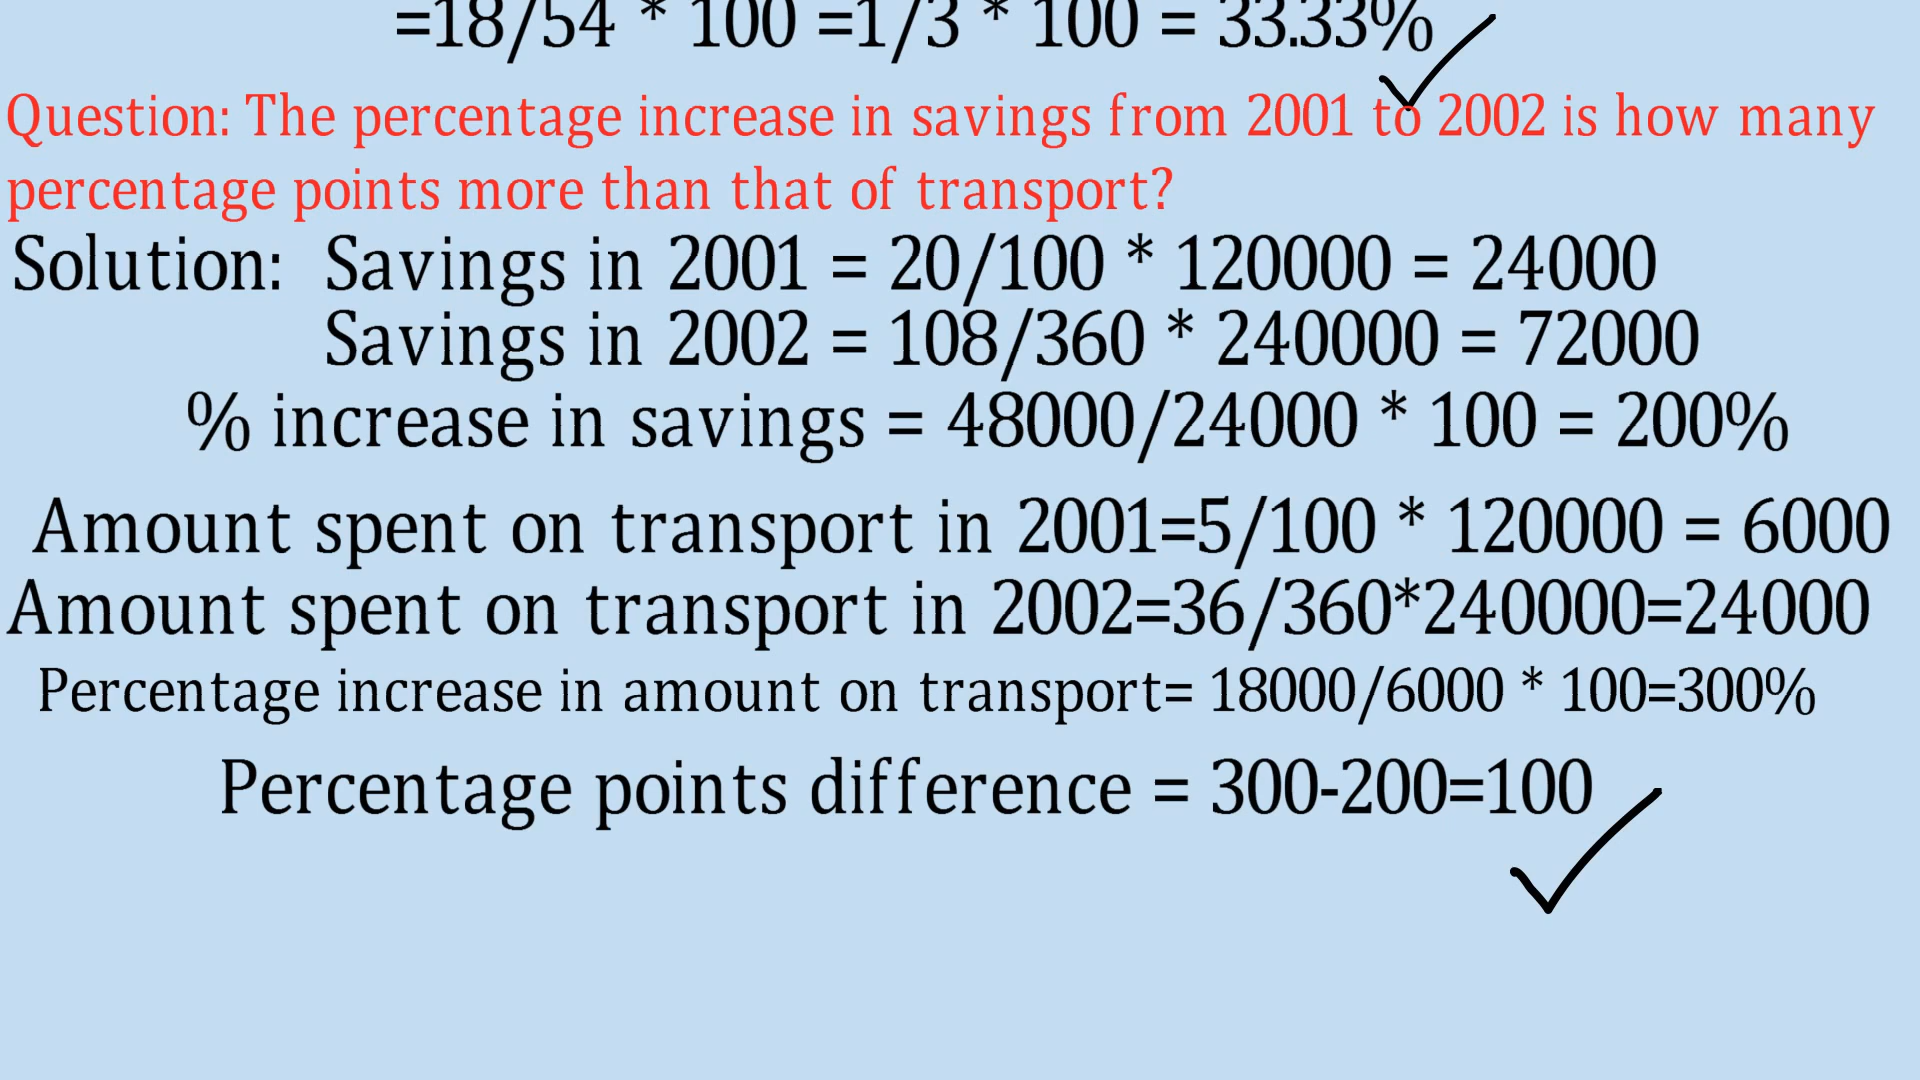 =18/54 * 100 =1/3 * 100 = 33.33%
Question: The percentage increase in savings from 2001 to 2002 is how many
percentage points more than that of transport?
Solution: Savings in 2001 = 20/100 * 120000 = 24000
Savings in 2002 = 108/360 * 240000 = 72000
% increase in savings = 48000/24000 * 100 = 200%
Amount spent on transport in 2001=5/100 * 120000 = 6000
Amount spent on transport in 2002=36/360*240000=24000
Percentage increase in amount on transport= 18000/6000 * 100=300%
Percentage points difference = 300-200=100